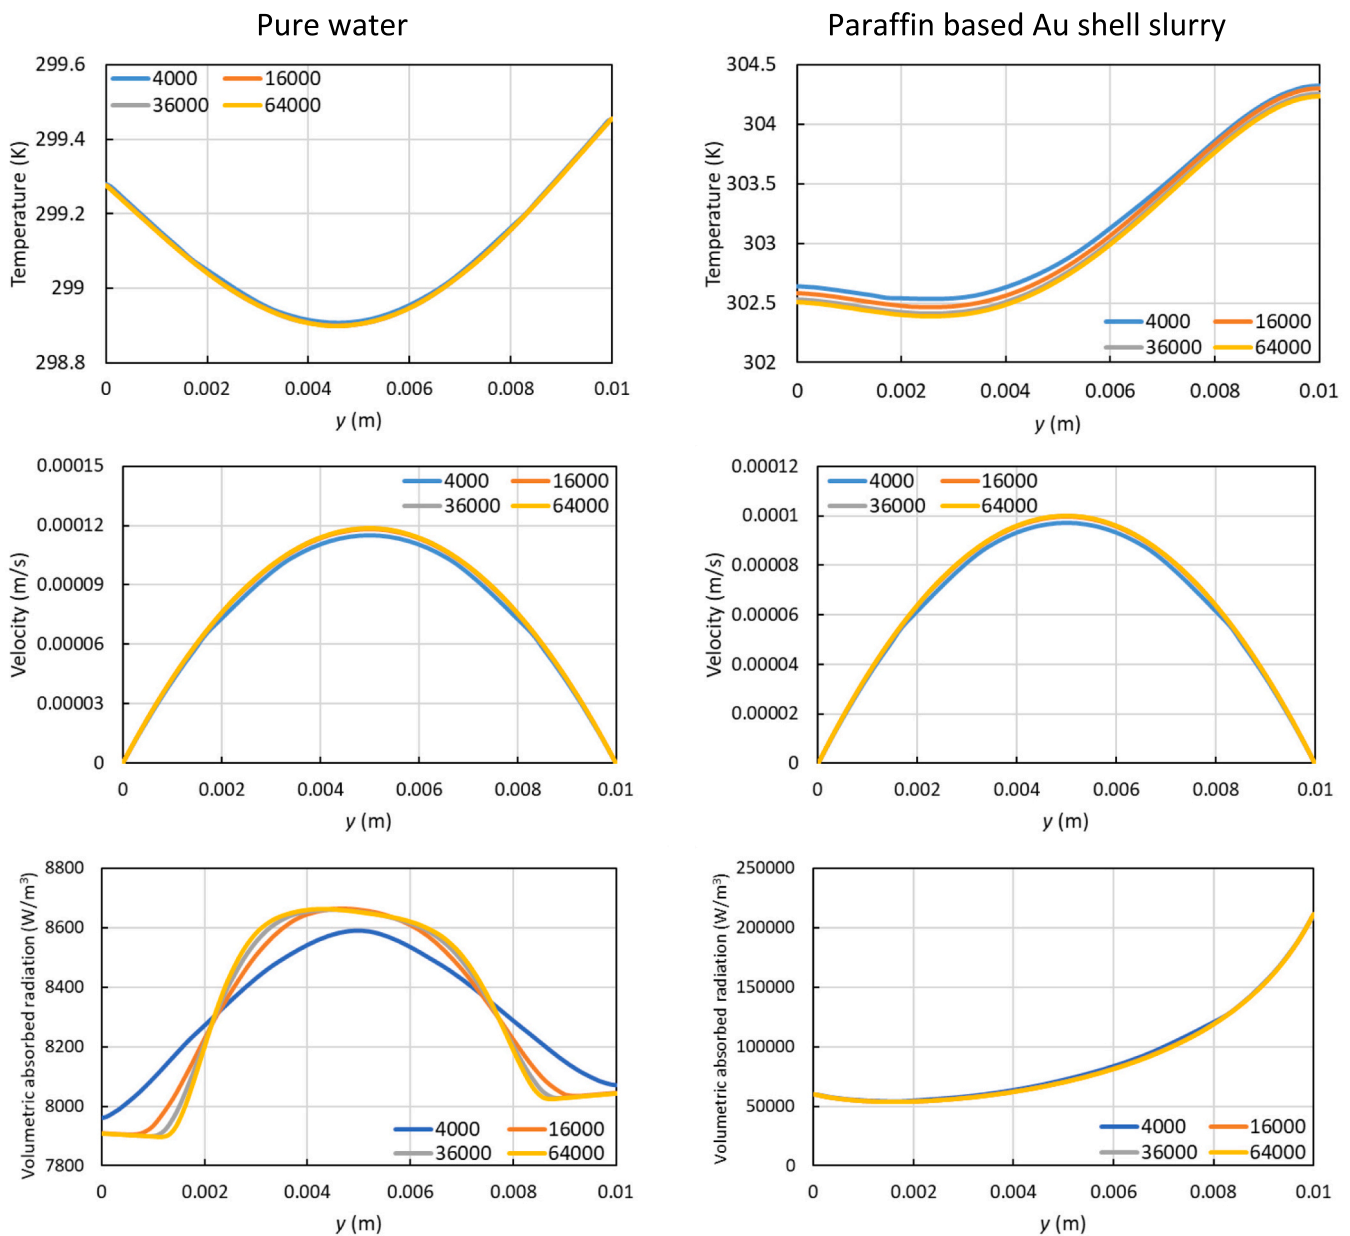 Pure water
Paraffin based Au shell slurry
299.6
299.4
299.2
299
298.8
Temperature (K)
4000 16000
36000 64000
0 0.002 0.004 0.006 0.008 0.01
y (m)
304.5
304
303.5
303
302.5
302
Temperature (K)
4000 16000
36000 64000
0 0.002 0.004 0.006 0.008 0.01
y (m)
0.00015
0.00012
0.00009
0.00006
0.00003
0
Velocity (m/s)
4000 16000
36000 64000
0 0.002 0.004 0.006 0.008 0.01
y (m)
0.00012
0.0001
0.00008
0.00006
0.00004
0.00002
0
Velocity (m/s)
4000 16000
36000 64000
0 0.002 0.004 0.006 0.008 0.01
y (m)
8800
8600
8400
8200
8000
7800
Volumetric absorbed radiation (W/m³)
4000 16000
36000 64000
0 0.002 0.004 0.006 0.008 0.01
y (m)
250000
200000
150000
100000
50000
0
Volumetric absorbed radiation (W/m³)
4000 16000
36000 64000
0 0.002 0.004 0.006 0.008 0.01
y (m)